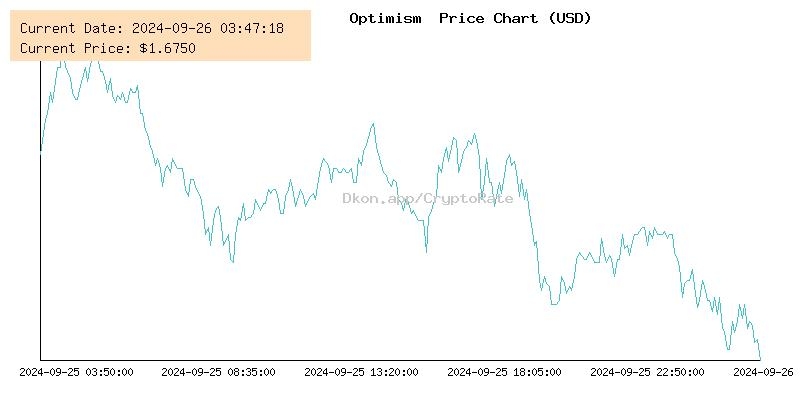 Optimism  Price Chart (USD)
Current Date: 2024-09-26 03:47:18
Current Price: $1.6750
Dkon.app/CryptoRate
2024-09-25 03:50:00 2024-09-25 08:35:00 2024-09-25 13:20:00 2024-09-25 18:05:00 2024-09-25 22:50:00 2024-09-26